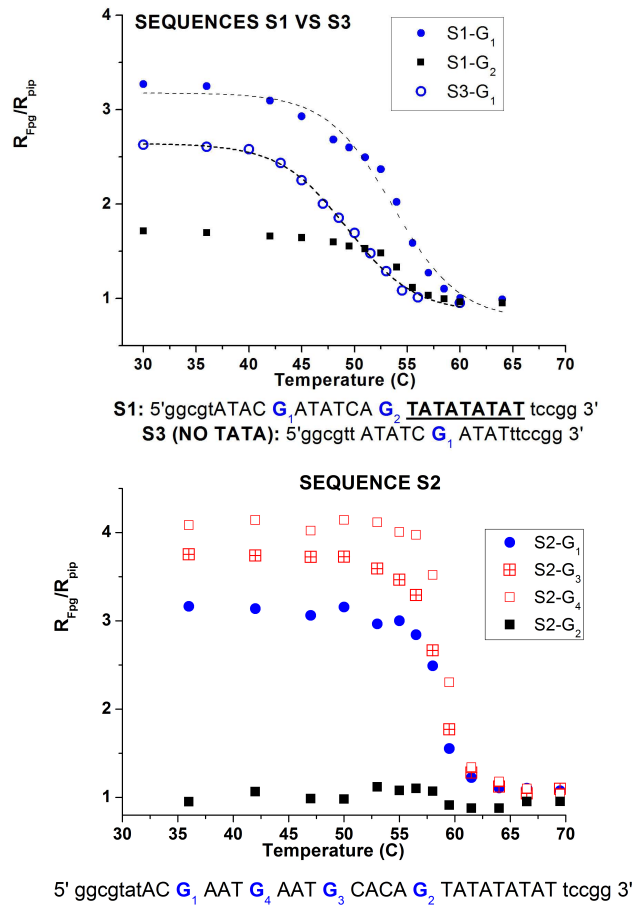 SEQUENCES S1 VS S3
S1-G1
S1-G2
S3-G1
RFpg/Rpip
4
3
2
1
30 35 40 45 50 55 60 65 70
Temperature (C)
S1: 5'ggcgtATAC G1ATATCA G2 TATATATAT tccgg 3'
S3 (NO TATA): 5'ggcgtt ATATC G1 ATATttccgg 3'
SEQUENCE S2
S2-G1
S2-G3
S2-G4
S2-G2
RFpg/Rpip
4
3
2
1
30 35 40 45 50 55 60 65 70
Temperature (C)
5' ggcgtatAC G1 AAT G4 AAT G3 CACA G2 TATATATAT tccgg 3'